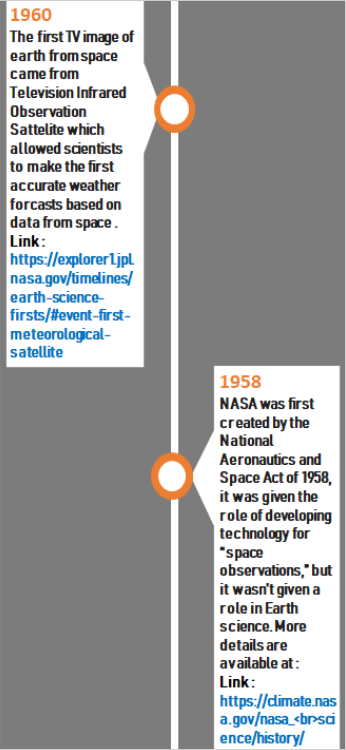 1960
The first TV image of
earth from space
came from
Television Infrared
Observation
Sattelite which
allowed scientists
to make the first
accurate weather
forcasts based on
data from space .
Link :
https://explorer1.jpl.
nasa.gov/timelines/
earth-science-
firsts/#event-first-
meteorological-
satellite
1958
NASA was first
created by the
National
Aeronautics and
Space Act of 1958,
it was given the
role of developing
technology for
“space
observations,” but
it wasn’t given a
role in Earth
science. More
details are
available at :
Link :
https://climate.nas
a.gov/nasa_<br>sci
ence/history/